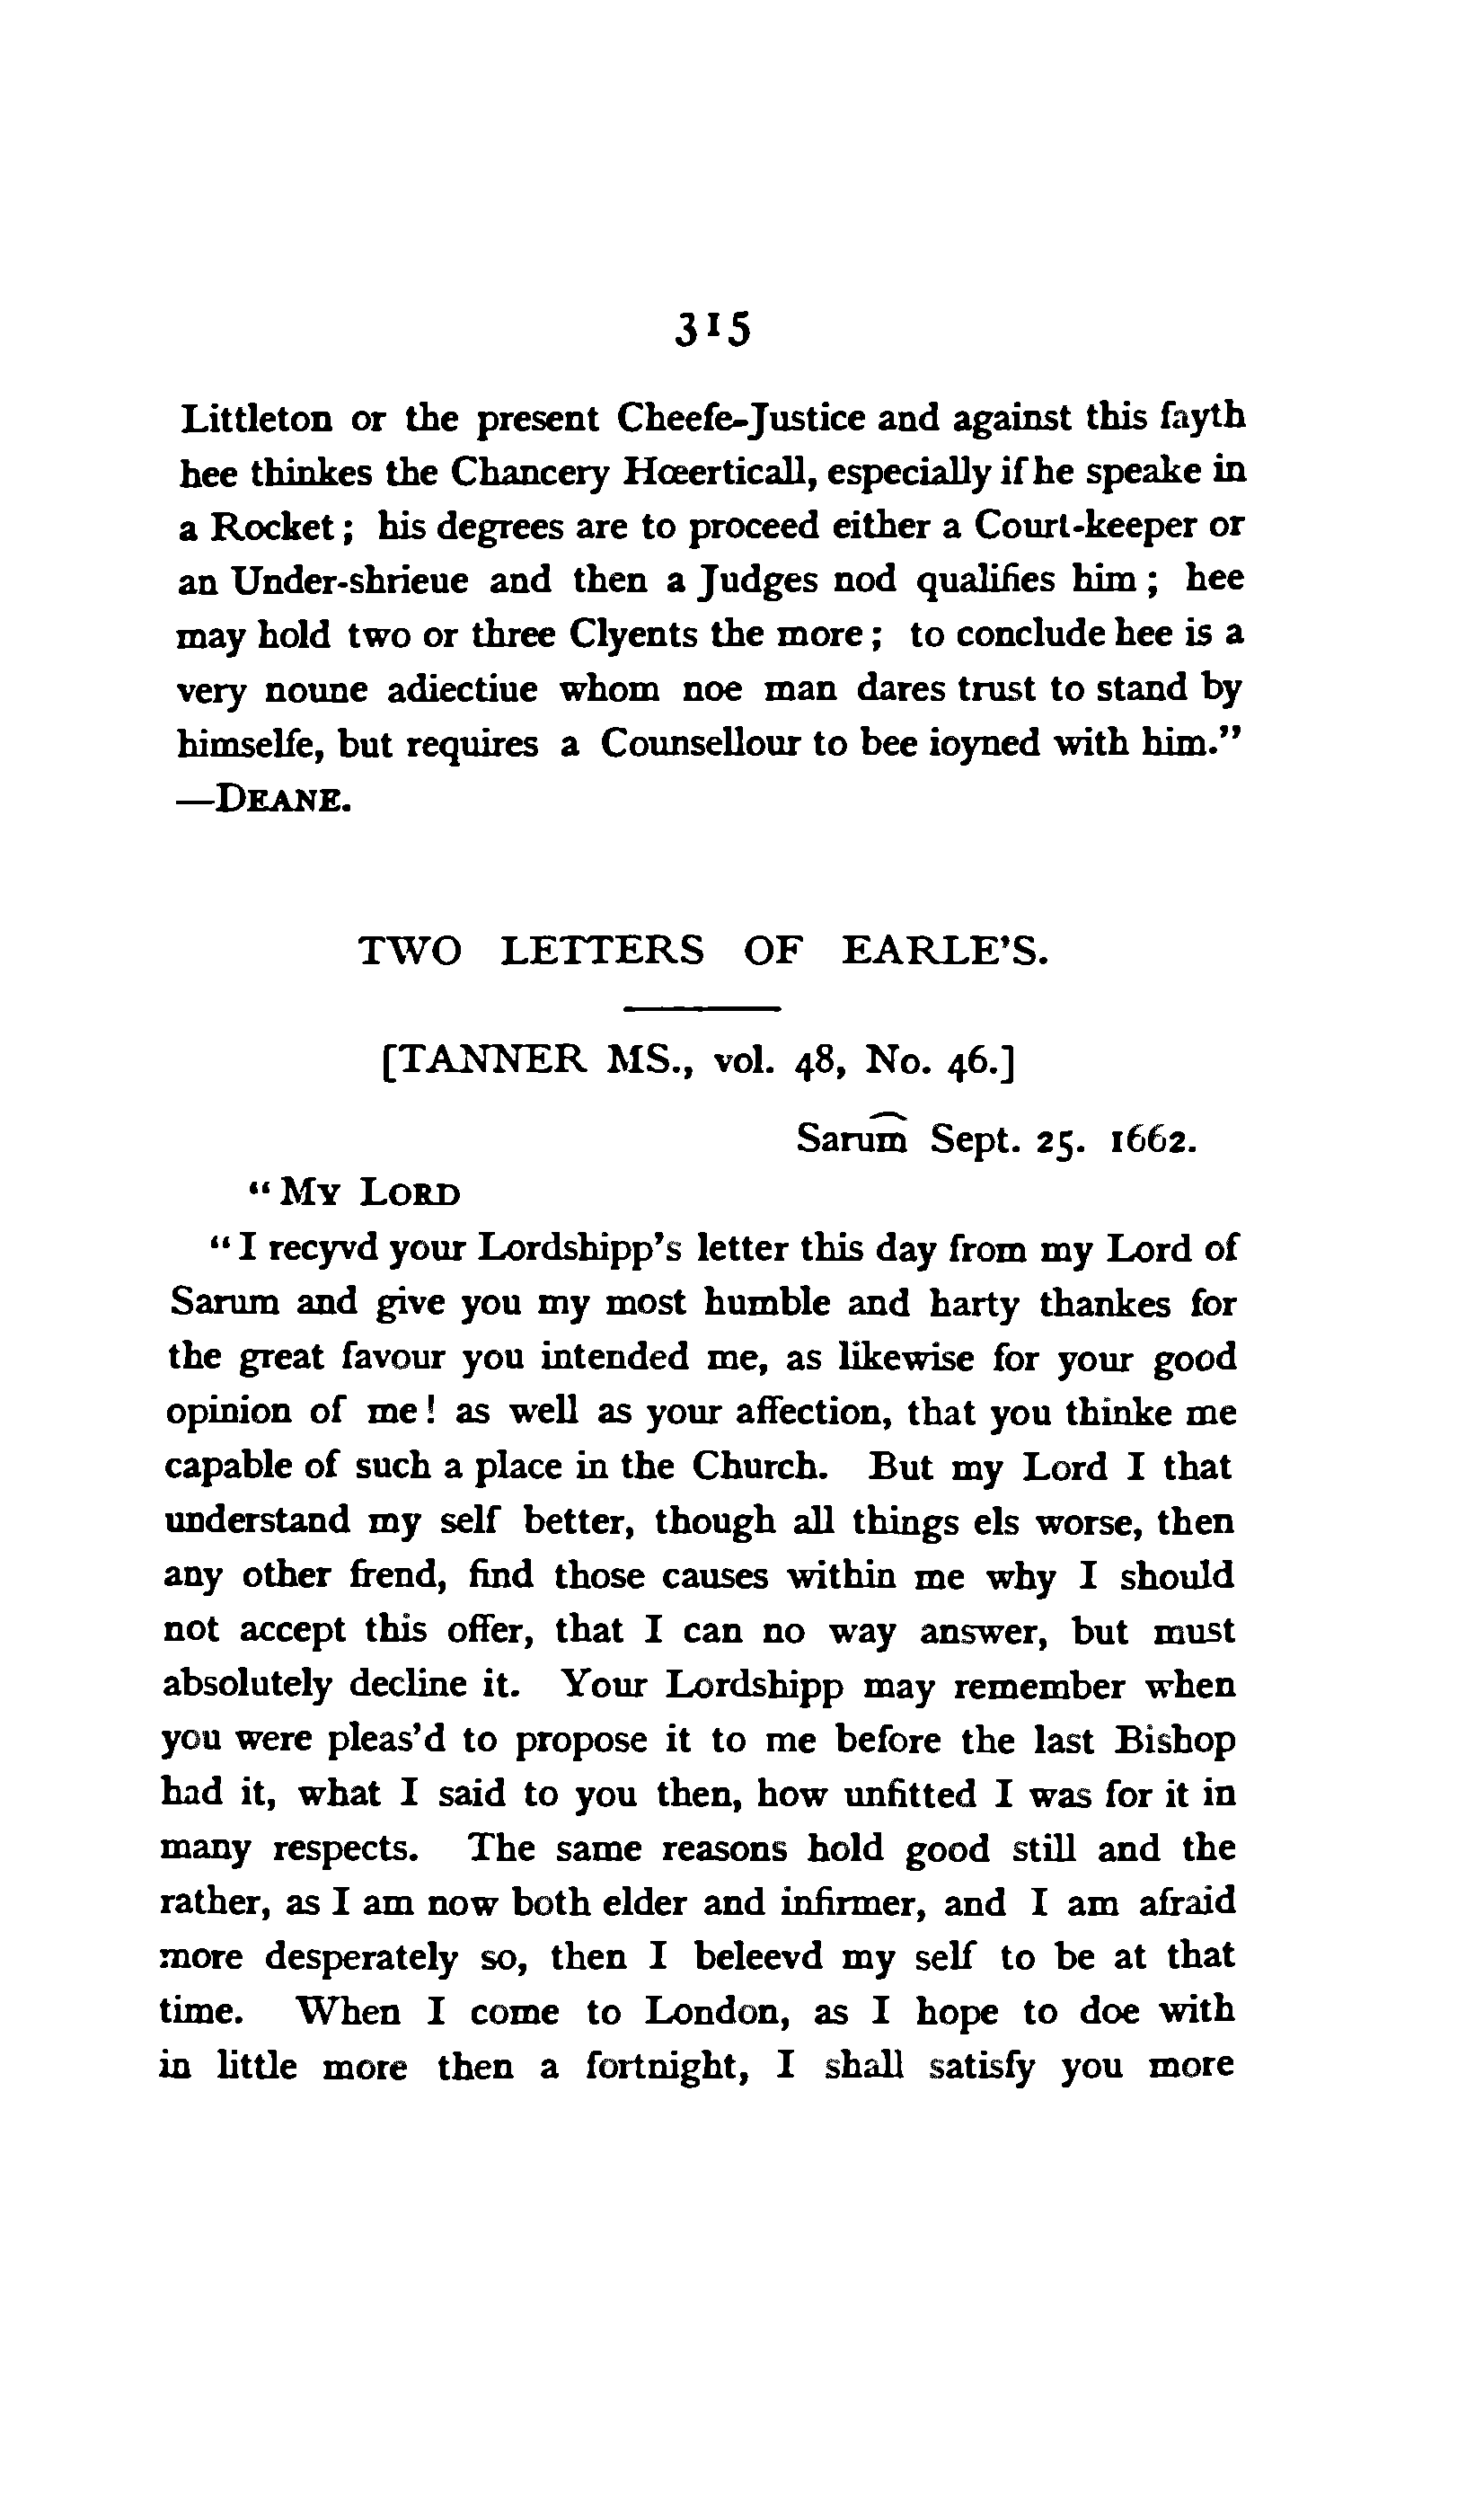 315
Littleton or the present Cheefe-Justice and against this fayth
hee thinkes the Chancery Hœerticall, especially if he speake in
a Rocket; his degrees are to proceed either a Court-keeper or
an Under-shrieue and then a Judges nod qualifies him; hee
may hold two or three Clyents the more; to conclude hee is a
very noune adiectiue whom noe man dares trust to stand by
himselfe, but requires a Counsellour to bee ioyned with him."
—DEANE.
TWO LETTERS OF EARLE'S.
[TANNER MS., vol. 48, No. 46.]
Sarum̑ Sept. 25. 1662.
"MY LORD
"I recyvd your Lordshipp's letter this day from my Lord of
Sarum and give you my most humble and harty thankes for
the great favour you intended me, as likewise for your good
opinion of me! as well as your affection, that you thinke me
capable of such a place in the Church. But my Lord I that
understand my self better, though all things els worse, then
any other frend, find those causes within me why I should
not accept this offer, that I can no way answer, but must
absolutely decline it. Your Lordshipp may remember when
you were pleas'd to propose it to me before the last Bishop
had it, what I said to you then, how unfitted I was for it in
many respects. The same reasons hold good still and the
rather, as I am now both elder and infirmer, and I am afraid
more desperately so, then I beleevd my self to be at that
time. When I come to London, as I hope to doe with
in little more then a fortnight, I shall satisfy you more